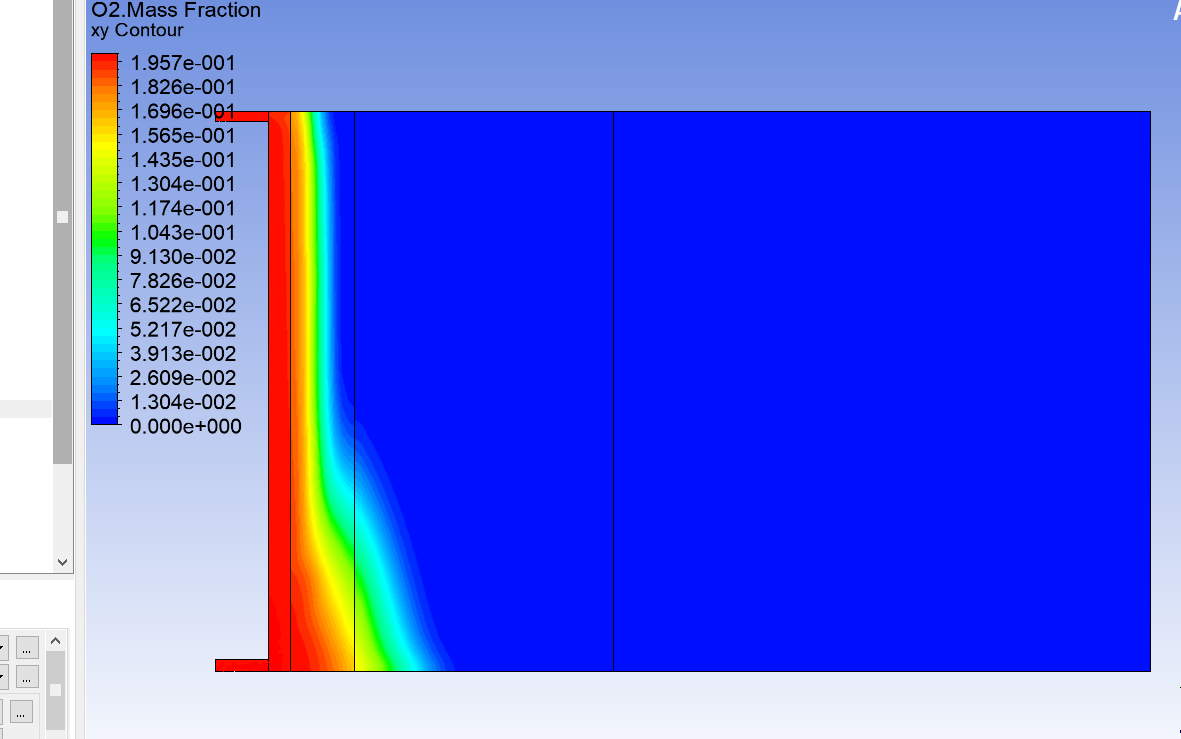 O2.Mass Fraction
xy Contour
1.957e-001
1.826e-001
1.696e-001
1.565e-001
1.435e-001
1.304e-001
1.174e-001
1.043e-001
9.130e-002
7.826e-002
6.522e-002
5.217e-002
3.913e-002
2.609e-002
1.304e-002
0.000e+000
...
...
...